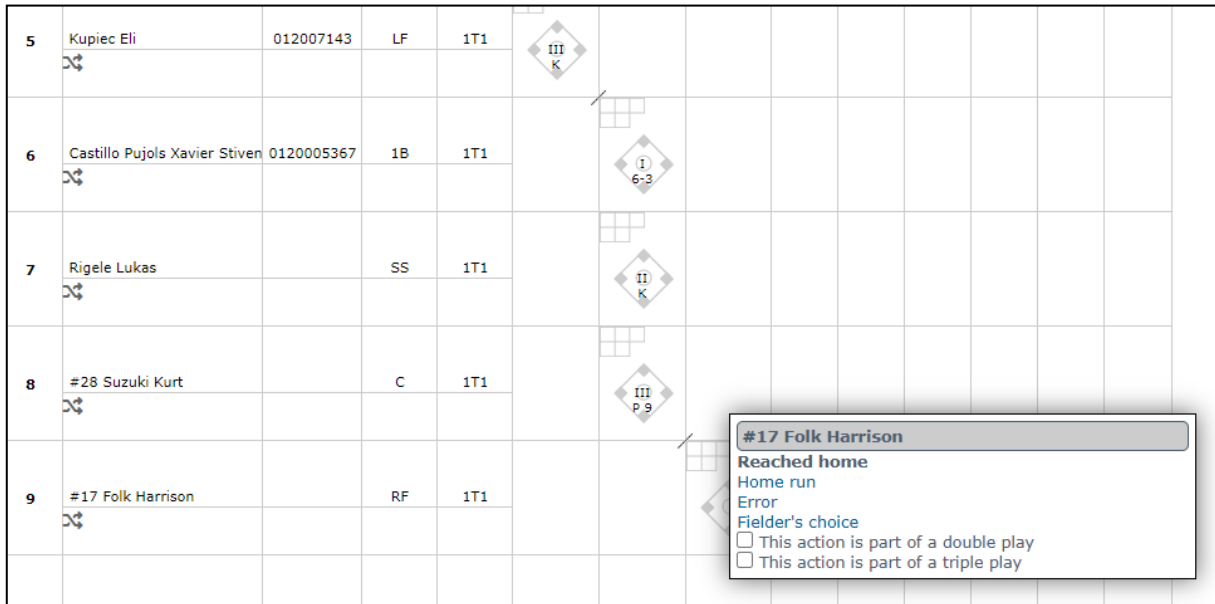 5 Kupiec Eli 012007143 LF 1T1 III
K
6 Castillo Pujols Xavier Stiven 0120005367 1B 1T1 I
6-3
7 Rigele Lukas SS 1T1 II
K
8 #28 Suzuki Kurt C 1T1 III
P 9
9 #17 Folk Harrison RF 1T1
#17 Folk Harrison
Reached home
Home run
Error
Fielder's choice
This action is part of a double play
This action is part of a triple play